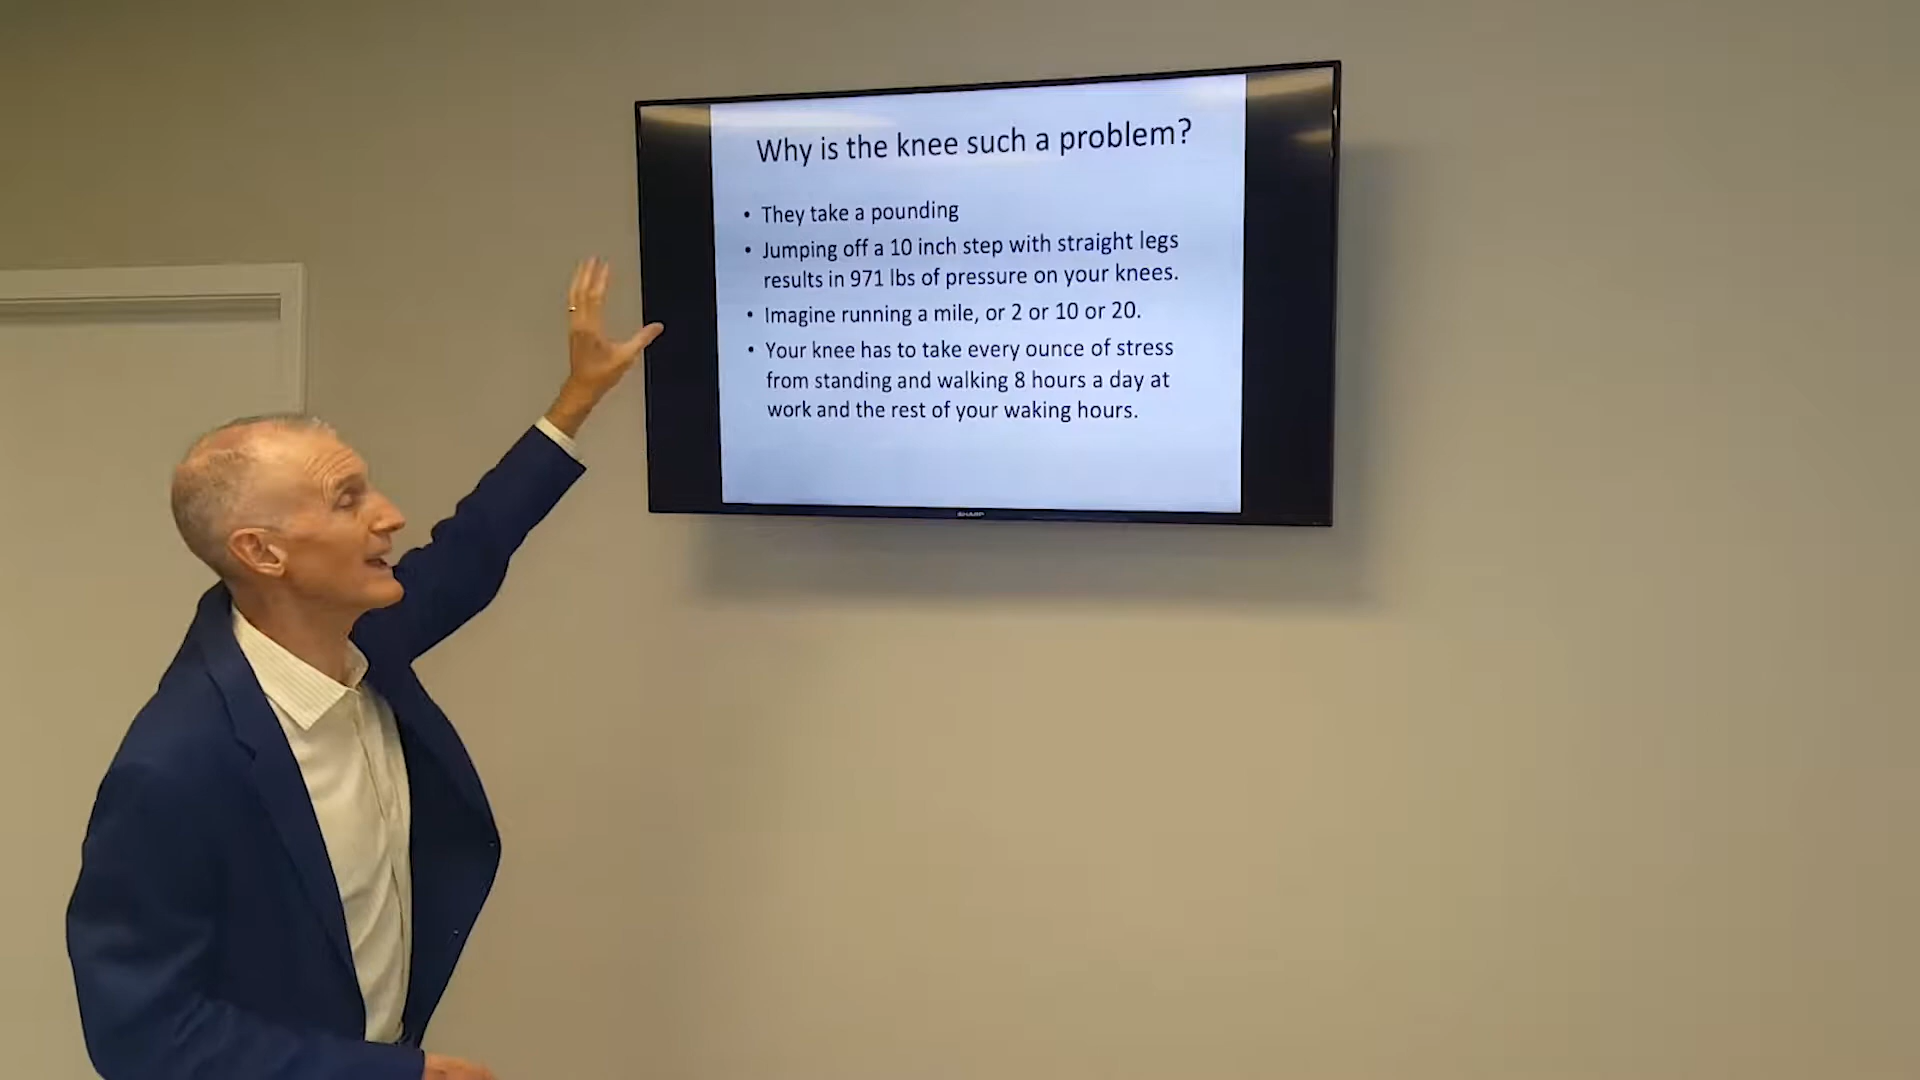 Why is the knee such a problem?
• They take a pounding
• Jumping off a 10 inch step with straight legs
results in 971 lbs of pressure on your knees.
• Imagine running a mile, or 2 or 10 or 20.
• Your knee has to take every ounce of stress
from standing and walking 8 hours a day at
work and the rest of your waking hours.
SHARP